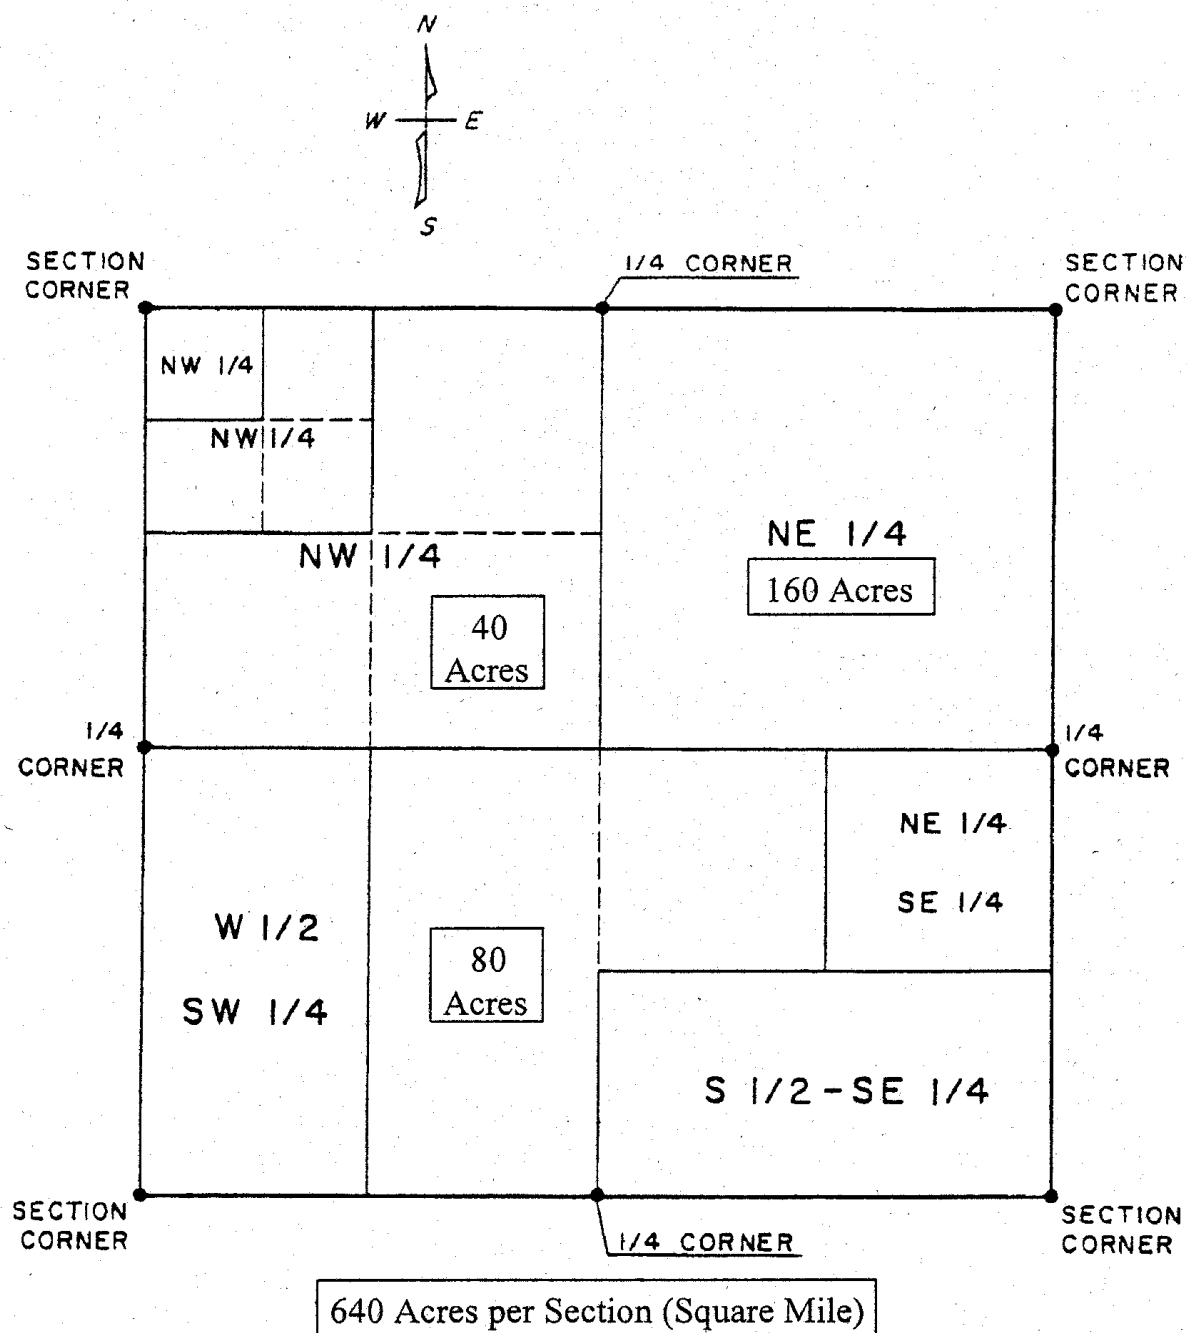 N
W E
S
SECTION
CORNER
1/4 CORNER
SECTION
CORNER
NW 1/4
NW 1/4
NW 1/4
NE 1/4
160 Acres
40
Acres
1/4
CORNER
1/4
CORNER
NE 1/4
SE 1/4
W 1/2
SW 1/4
80
Acres
S 1/2 - SE 1/4
SECTION
CORNER
1/4 CORNER
SECTION
CORNER
640 Acres per Section (Square Mile)